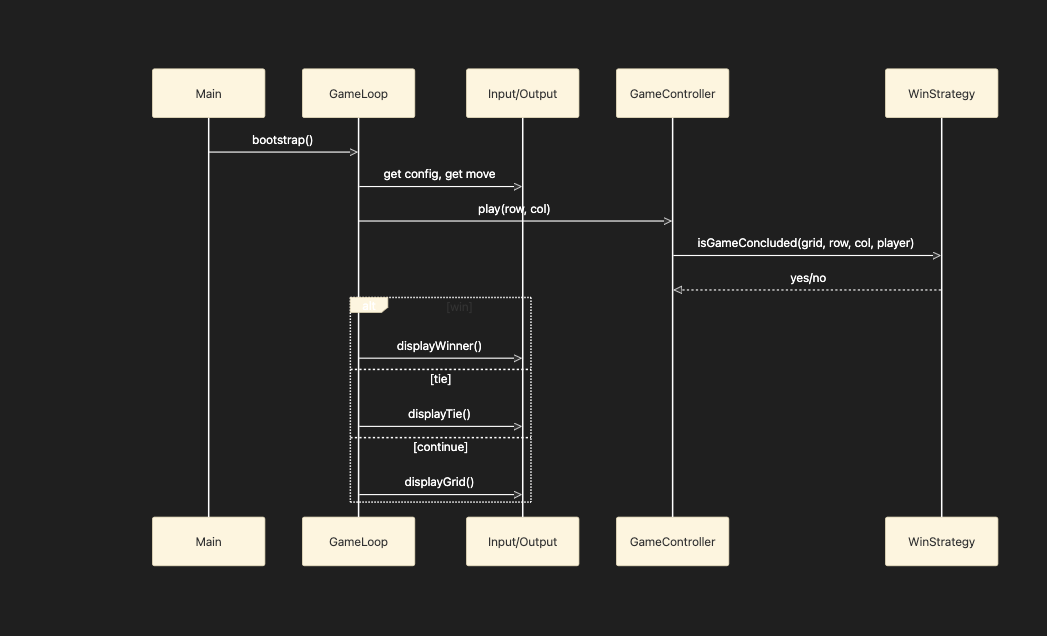 Main
GameLoop
Input/Output
GameController
WinStrategy
bootstrap()
get config, get move
play(row, col)
isGameConcluded(grid, row, col, player)
yes/no
[win]
displayWinner()
[tie]
displayTie()
[continue]
displayGrid()
Main
GameLoop
Input/Output
GameController
WinStrategy